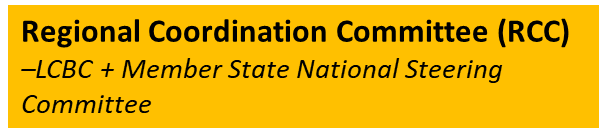 Regional Coordination Committee (RCC)
–LCBC + Member State National Steering
Committee